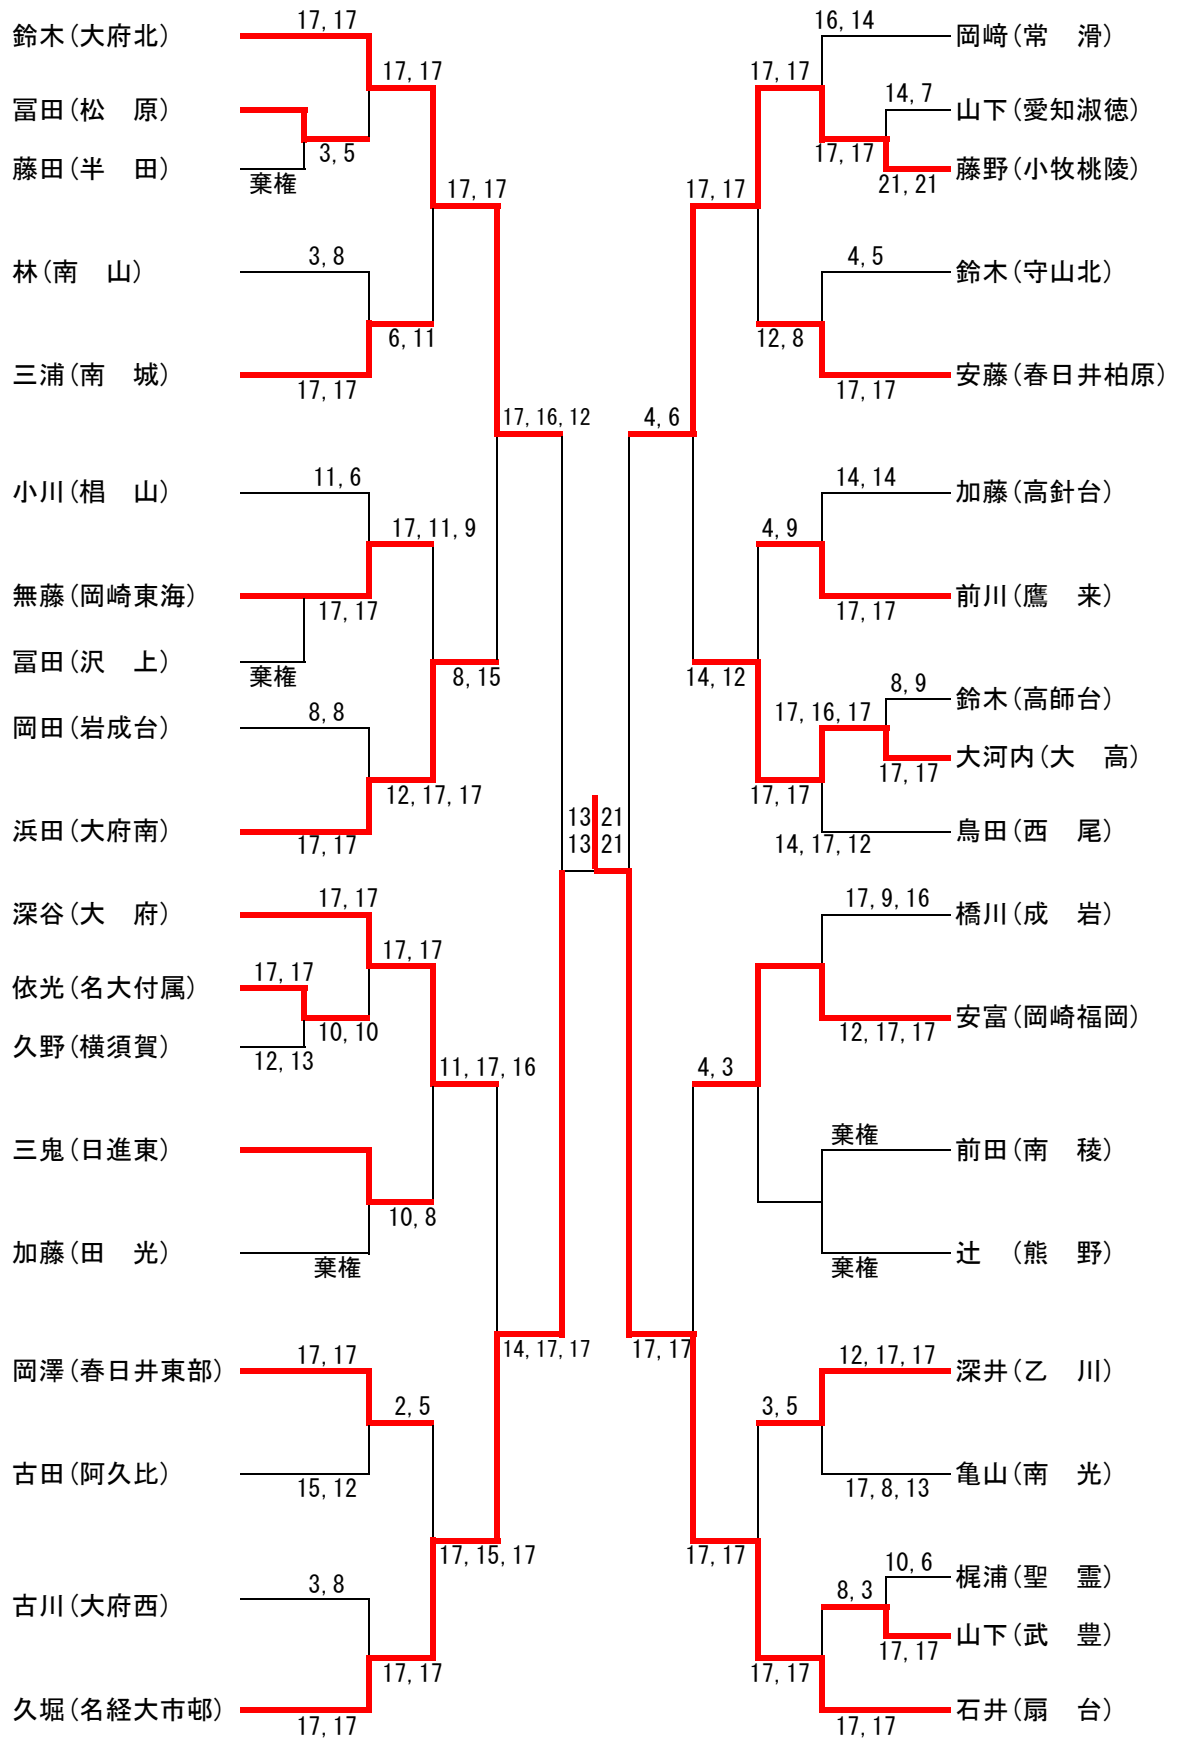 鈴木(大府北)
17,17
冨田(松　原)
3,5
藤田(半　田)
棄権
17,17
林(南　山)
3,8
三浦(南　城)
17,17
6,11
17,17
小川(椙　山)
11,6
無藤(岡崎東海)
17,17
冨田(沢　上)
棄権
17,11,9
岡田(岩成台)
8,8
浜田(大府南)
17,17
12,17,17
8,15
17,16,12
深谷(大　府)
17,17
依光(名大付属)
17,17
久野(横須賀)
12,13
10,10
17,17
三鬼(日進東)
加藤(田　光)
棄権
10,8
11,17,16
岡澤(春日井東部)
17,17
古田(阿久比)
15,12
2,5
古川(大府西)
3,8
久堀(名経大市邨)
17,17
17,17
17,15,17
14,17,17
13 21
13 21
岡﨑(常　滑)
16,14
山下(愛知淑徳)
14,7
藤野(小牧桃陵)
21,21
17,17
17,17
鈴木(守山北)
4,5
安藤(春日井柏原)
17,17
12,8
17,17
加藤(高針台)
14,14
前川(鷹　来)
17,17
4,9
鈴木(高師台)
8,9
大河内(大　高)
17,17
17,16,17
鳥田(西　尾)
14,17,12
17,17
14,12
4,6
橋川(成　岩)
17,9,16
安富(岡崎福岡)
12,17,17
前田(南　稜)
棄権
辻　(熊　野)
棄権
4,3
深井(乙　川)
12,17,17
亀山(南　光)
17,8,13
3,5
梶浦(聖　霊)
10,6
山下(武　豊)
17,17
8,3
石井(扇　台)
17,17
17,17
17,17
17,17